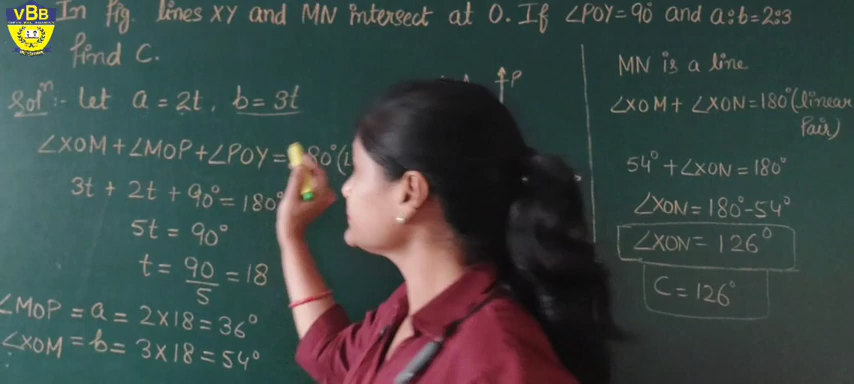 VBB
In fig. lines XY and MN intersect at O. If ∠POY=90° and a:b=2:3
find C.
Solⁿ:- let a=2t, b=3t
∠XOM+∠MOP+∠POY=180°
3t + 2t + 90°=180°
5t = 90°
t = 90/5 = 18
∠MOP = a = 2×18=36°
∠XOM = b = 3×18=54°
P
MN is a line
∠XOM+ ∠XON=180°(linear
Pair)
54°+∠XON=180°
∠XON=180°-54°
∠XON=126°
C=126°